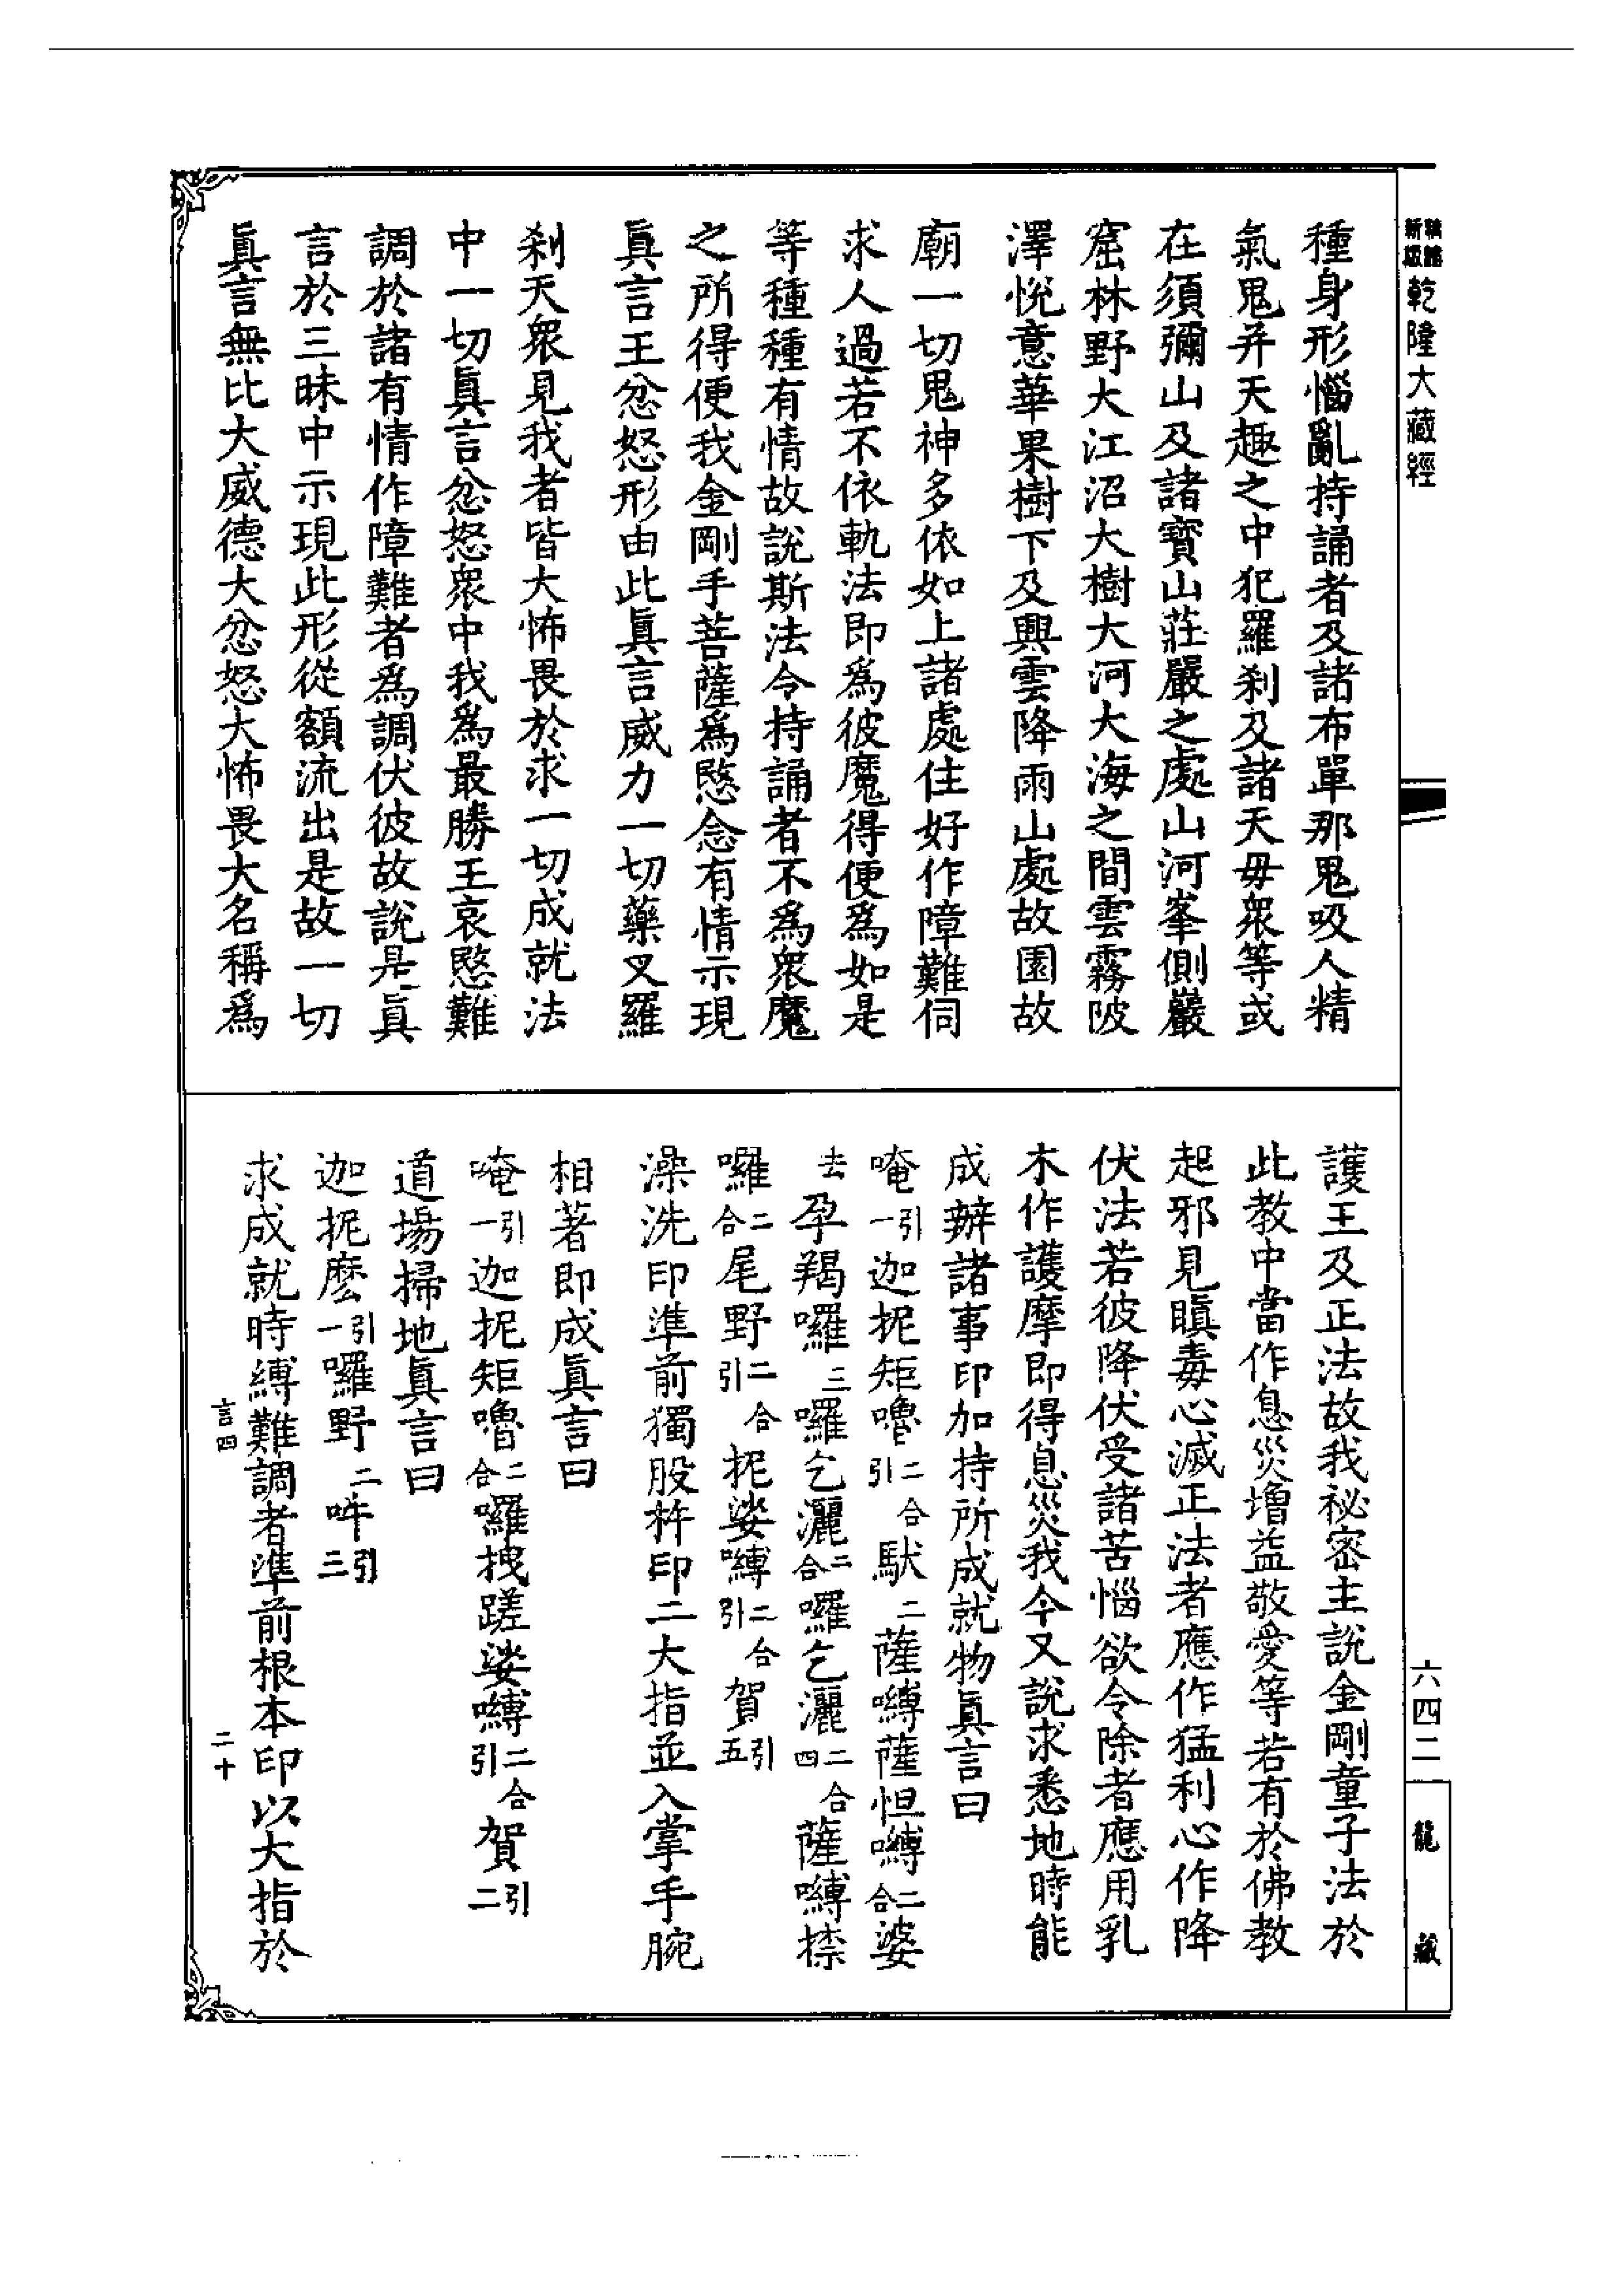 新編縮版 乾隆大藏經
種身形惱亂持誦者及諸布單那鬼吸人精
氣鬼并天趣之中犯羅刹及諸天毋衆等或
在須彌山及諸寶山莊嚴之處山河峯側巖
窟林野大江沼大樹大河大海之間雲霧陂
澤悅意華果樹下及興雲降雨山處故園故
廟一切鬼神多依如上諸處住好作障難伺
求人過若不依軌法即爲彼魔得便爲如是
等種種有情故說斯法令持誦者不爲衆魔
之所得便我金剛手菩薩爲愍念有情示現
眞言王忿怒形由此眞言威力一切藥叉羅
刹天衆見我者皆大怖畏於求一切成就法
中一切眞言忿怒衆中我爲最勝王哀愍難
調於諸有情作障難者爲調伏彼故說是眞
言於三昧中示現此形從額流出是故一切
眞言無比大威德大忿怒大怖畏大名稱爲
護王及正法故我祕密主說金剛童子法於
此教中當作息災增益敬愛等若有於佛教
起邪見瞋毒心滅正法者應作猛利心作降
伏法若彼降伏受諸苦惱欲令除者應用乳
木作護摩即得息災我今又說求悉地時能
成辦諸事印加持所成就物眞言曰
唵引一迦抳矩嚕二合引馱二薩嚩薩怛嚩二合娑
去孕羯囉三囉乞灑二合囉乞灑二合四薩嚩捺
囉二合尾野二合引抳娑嚩二合引賀引五
澡洗印準前獨股杵印二大指並入掌手腕
相著即成眞言曰
唵引一迦抳矩嚕二合囉拽蹉娑嚩二合引賀引二
道場掃地眞言曰
迦抳麽引一囉野二吽引三
求成就時縛難調者準前根本印以大指於
言四
二十
六四二
龍藏